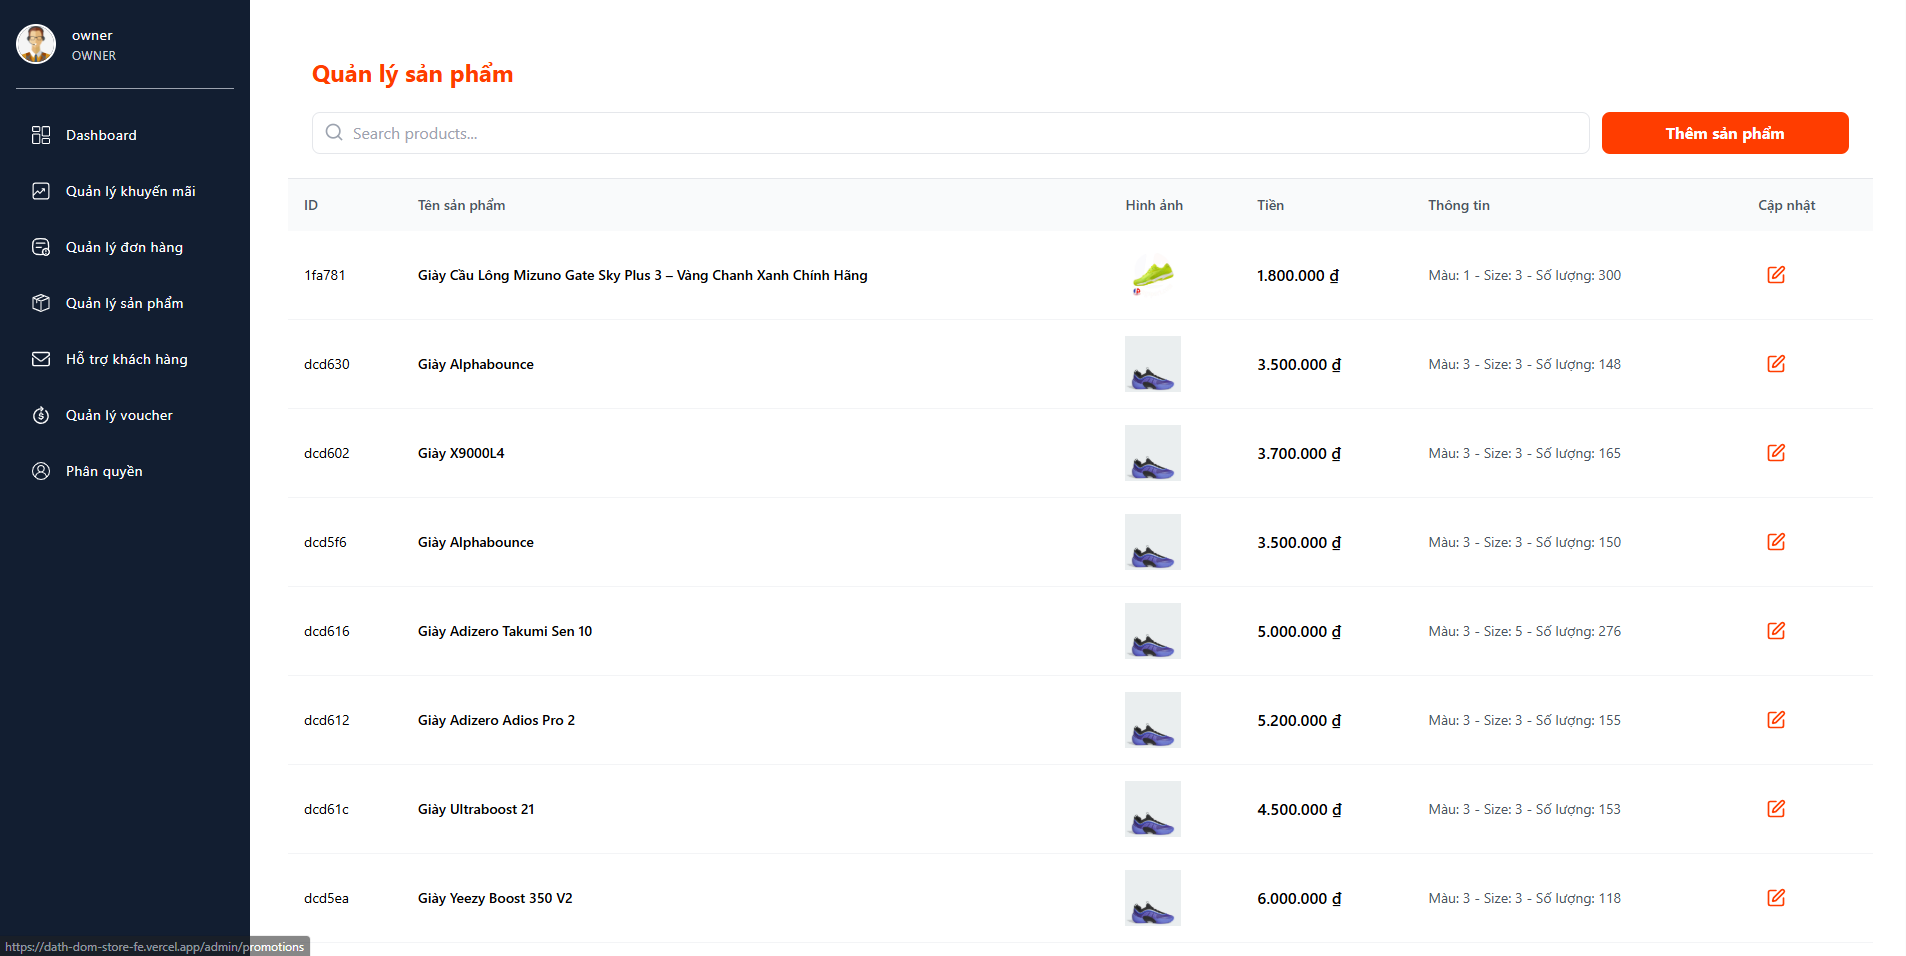 owner
OWNER
Dashboard
Quản lý khuyến mãi
Quản lý đơn hàng
Quản lý sản phẩm
Hỗ trợ khách hàng
Quản lý voucher
Phân quyền
Quản lý sản phẩm
Search products...
Thêm sản phẩm
ID Tên sản phẩm Hình ảnh Tiền Thông tin Cập nhật
1fa781 Giày Cầu Lông Mizuno Gate Sky Plus 3 – Vàng Chanh Xanh Chính Hãng 1.800.000 ₫ Màu: 1 - Size: 3 - Số lượng: 300
dcd630 Giày Alphabounce 3.500.000 ₫ Màu: 3 - Size: 3 - Số lượng: 148
dcd602 Giày X9000L4 3.700.000 ₫ Màu: 3 - Size: 3 - Số lượng: 165
dcd5f6 Giày Alphabounce 3.500.000 ₫ Màu: 3 - Size: 3 - Số lượng: 150
dcd616 Giày Adizero Takumi Sen 10 5.000.000 ₫ Màu: 3 - Size: 5 - Số lượng: 276
dcd612 Giày Adizero Adios Pro 2 5.200.000 ₫ Màu: 3 - Size: 3 - Số lượng: 155
dcd61c Giày Ultraboost 21 4.500.000 ₫ Màu: 3 - Size: 3 - Số lượng: 153
dcd5ea Giày Yeezy Boost 350 V2 6.000.000 ₫ Màu: 3 - Size: 3 - Số lượng: 118
https://dath-dom-store-fe.vercel.app/admin/promotions